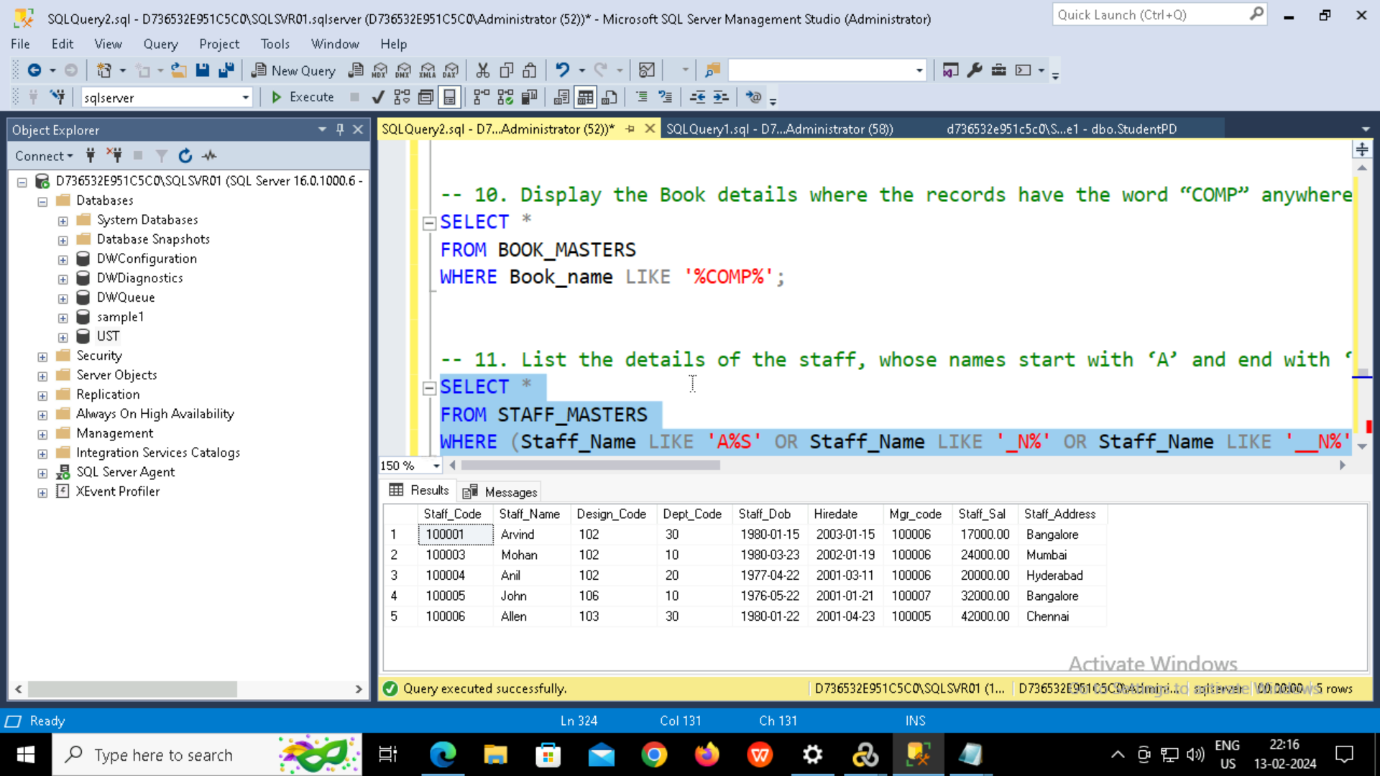 SQLQuery2.sql - D736532E951C5C0\SQLSVR01.sqlserver (D736532E951C5C0\Administrator (52))* - Microsoft SQL Server Management Studio (Administrator)
Quick Launch (Ctrl+Q)
File Edit View Query Project Tools Window Help
New Query
MDX DMX XMLA DAX
sqlserver
Execute
Object Explorer
SQLQuery2.sql - D7...Administrator (52))*
SQLQuery1.sql - D7...Administrator (58))
d736532e951c5c0\S...e1 - dbo.StudentPD
Connect
D736532E951C5C0\SQLSVR01 (SQL Server 16.0.1000.6 -
Databases
System Databases
Database Snapshots
DWConfiguration
DWDiagnostics
DWQueue
sample1
UST
Security
Server Objects
Replication
Always On High Availability
Management
Integration Services Catalogs
SQL Server Agent
XEvent Profiler
-- 10. Display the Book details where the records have the word “COMP” anywhere
SELECT *
FROM BOOK_MASTERS
WHERE Book_name LIKE '%COMP%';
-- 11. List the details of the staff, whose names start with ‘A’ and end with ‘
SELECT *
FROM STAFF_MASTERS
WHERE (Staff_Name LIKE 'A%S' OR Staff_Name LIKE '_N%' OR Staff_Name LIKE '__N%'
150 %
Results Messages
Staff_Code Staff_Name Design_Code Dept_Code Staff_Dob Hiredate Mgr_code Staff_Sal Staff_Address
1 100001 Arvind 102 30 1980-01-15 2003-01-15 100006 17000.00 Bangalore
2 100003 Mohan 102 10 1980-03-23 2002-01-19 100006 24000.00 Mumbai
3 100004 Anil 102 20 1977-04-22 2001-03-11 100006 20000.00 Hyderabad
4 100005 John 106 10 1976-05-22 2001-01-21 100007 32000.00 Bangalore
5 100006 Allen 103 30 1980-01-22 2001-04-23 100005 42000.00 Chennai
Activate Windows
Go to Settings to activate Windows.
Query executed successfully.
D736532E951C5C0\SQLSVR01 (1... D736532E951C5C0\Admini... sqlserver 00:00:00 5 rows
Ready
Ln 324 Col 131 Ch 131 INS
Type here to search
ENG
US
22:16
13-02-2024